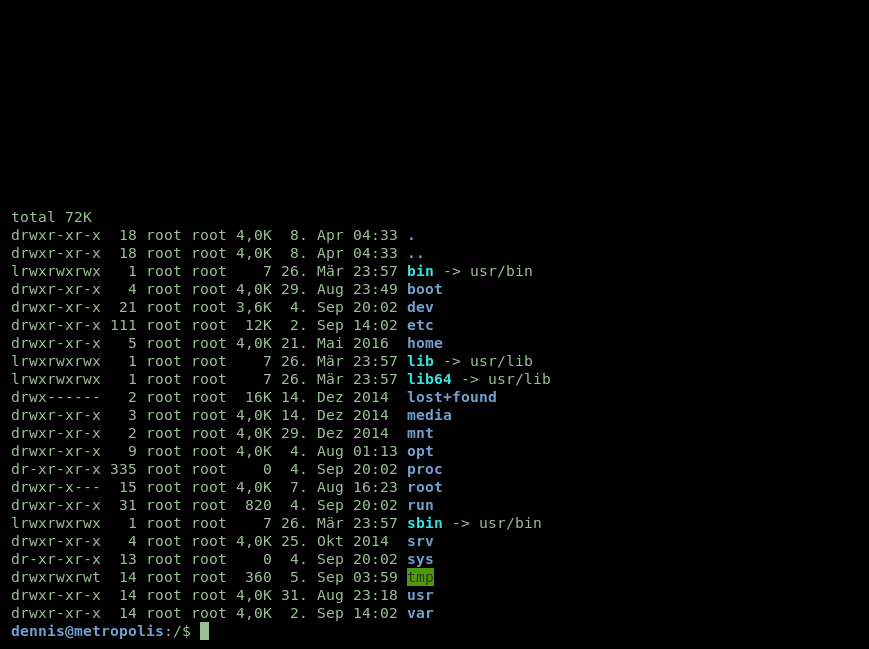 total 72K
drwxr-xr-x  18 root root 4,0K  8. Apr 04:33 .
drwxr-xr-x  18 root root 4,0K  8. Apr 04:33 ..
lrwxrwxrwx   1 root root    7 26. Mär 23:57 bin -> usr/bin
drwxr-xr-x   4 root root 4,0K 29. Aug 23:49 boot
drwxr-xr-x  21 root root 3,6K  4. Sep 20:02 dev
drwxr-xr-x 111 root root  12K  2. Sep 14:02 etc
drwxr-xr-x   5 root root 4,0K 21. Mai 2016  home
lrwxrwxrwx   1 root root    7 26. Mär 23:57 lib -> usr/lib
lrwxrwxrwx   1 root root    7 26. Mär 23:57 lib64 -> usr/lib
drwx------   2 root root  16K 14. Dez 2014  lost+found
drwxr-xr-x   3 root root 4,0K 14. Dez 2014  media
drwxr-xr-x   2 root root 4,0K 29. Dez 2014  mnt
drwxr-xr-x   9 root root 4,0K  4. Aug 01:13 opt
dr-xr-xr-x 335 root root    0  4. Sep 20:02 proc
drwxr-x---  15 root root 4,0K  7. Aug 16:23 root
drwxr-xr-x  31 root root  820  4. Sep 20:02 run
lrwxrwxrwx   1 root root    7 26. Mär 23:57 sbin -> usr/bin
drwxr-xr-x   4 root root 4,0K 25. Okt 2014  srv
dr-xr-xr-x  13 root root    0  4. Sep 20:02 sys
drwxrwxrwt  14 root root  360  5. Sep 03:59 tmp
drwxr-xr-x  14 root root 4,0K 31. Aug 23:18 usr
drwxr-xr-x  14 root root 4,0K  2. Sep 14:02 var
dennis@metropolis:/$